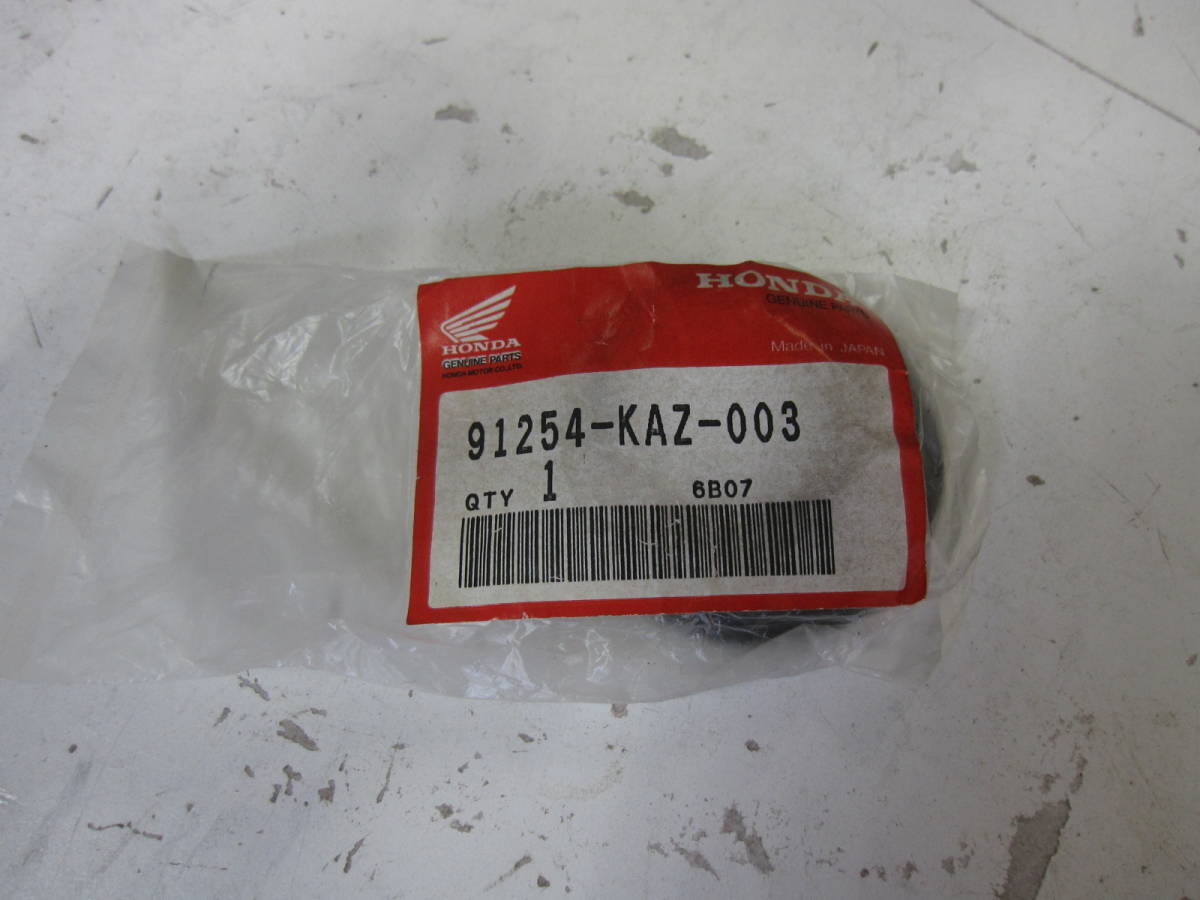 HONDA
GENUINE PARTS
Made in JAPAN
HONDA
GENUINE PARTS
HONDA MOTOR CO.,LTD.
91254-KAZ-003
QTY 1 6B07